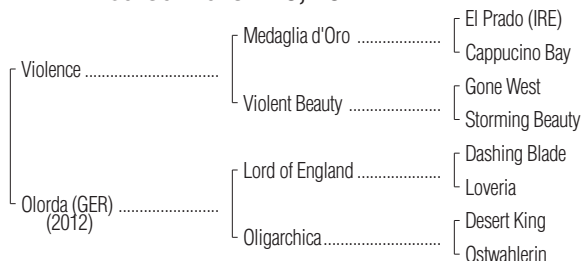 El Prado (IRE)
Medaglia d'Oro ......................
Cappucino Bay
Violence ..................................
Gone West
Violent Beauty ........................
Storming Beauty
Dashing Blade
Lord of England .....................
Loveria
Olorda (GER) .........................
(2012)
Desert King
Oligarchica..............................
Ostwahlerin